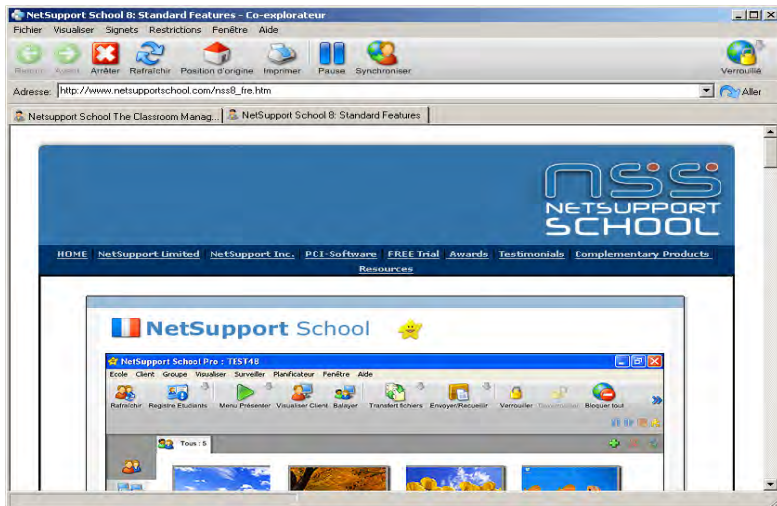 NetSupport School 8: Standard Features - Co-explorateur
Fichier Visualiser Signets Restrictions Fenêtre Aide
Arrêter Rafraîchir Position d'origine Imprimer Pause Synchroniser Verrouillé
Adresse: http://www.netsupportschool.com/nss8_fre.htm Aller
Netsupport School The Classroom Manag... NetSupport School 8: Standard Features
nss
NETSUPPORT
SCHOOL
HOME NetSupport Limited NetSupport Inc. PCI-Software FREE Trial Awards Testimonials Complementary Products
Resources
NetSupport School
NetSupport School Pro : TEST48
Ecole Client Groupe Visualiser Surveiller Planificateur Fenêtre Aide
Rafraîchir Registre Etudiants Menu Présenter Visualiser Client Balayer Transfert fichiers Envoyer/Recueillir Verrouiller Bloquer tout
Tous : 5